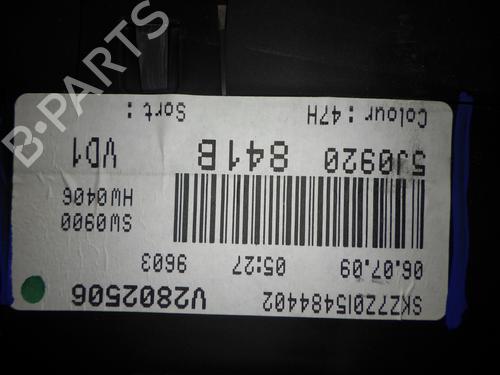 Colour : 47H Sort :
5J0920 841B VD1
HW0406
SW0900
06.07.09 05:27 9603
SKZ7Z0I5484402 V2802506
B-PARTS